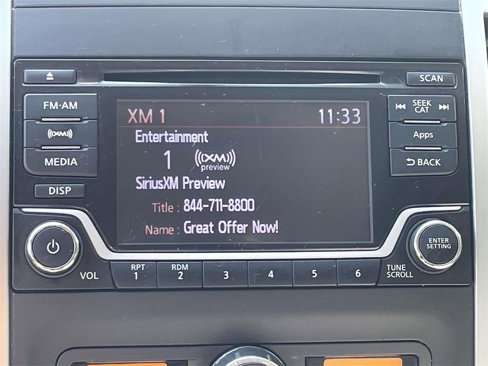 SCAN
FM·AM
XM 1 11:33
SEEK
CAT
Entertainment
((XM))
1 ((XM))
preview
Apps
MEDIA
SiriusXM Preview
BACK
DISP
Title : 844-711-8800
Name : Great Offer Now!
ENTER
SETTING
VOL
RPT
1
RDM
2
3
4
5
6
TUNE
SCROLL